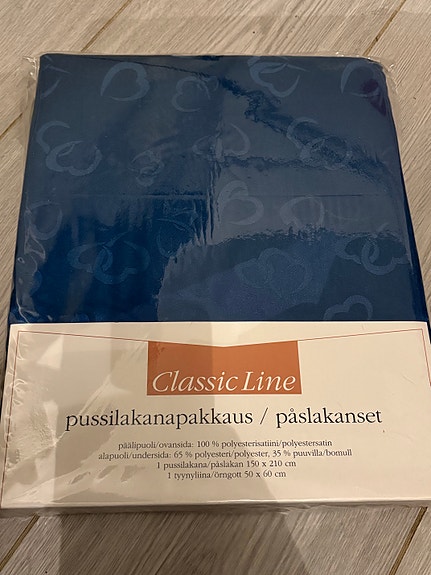 Classic Line
pussilakanapakkaus / påslakanset
päälipuoli/ovansida: 100 % polyesterisatiini/polyestersatin
alapuoli/undersida: 65 % polyesteri/polyester, 35 % puuvilla/bomull
1 pussilakana/påslakan 150 x 210 cm
1 tyynyliina/örngott 50 x 60 cm